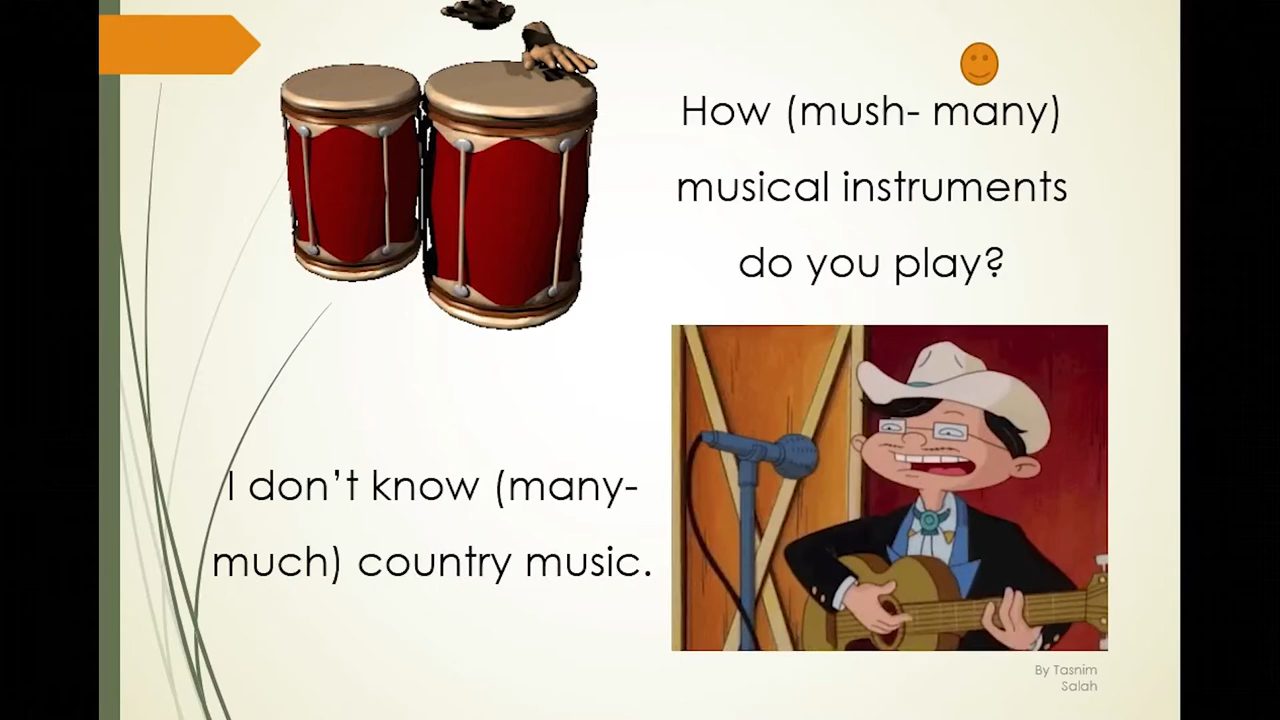 How (mush- many)
musical instruments
do you play?
I don't know (many-
much) country music.
By Tasnim
Salah